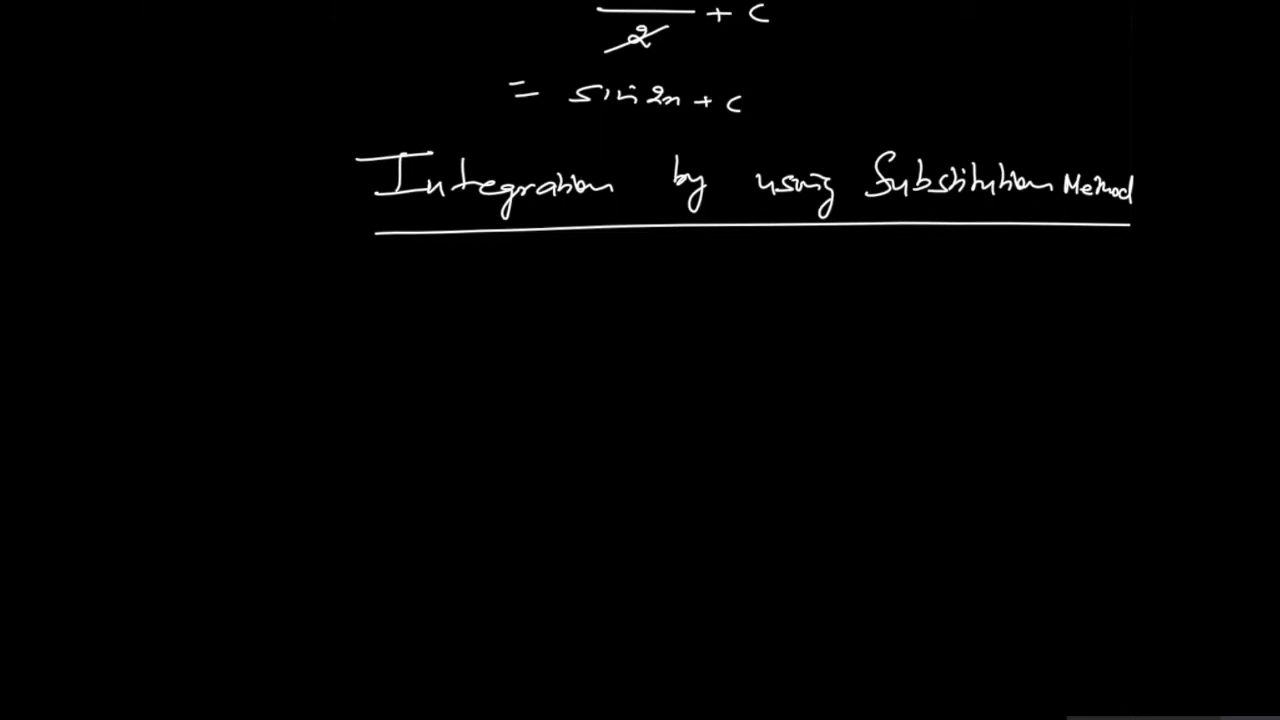 2 + c
= sin 2x + c
Integration by using Substitution Method